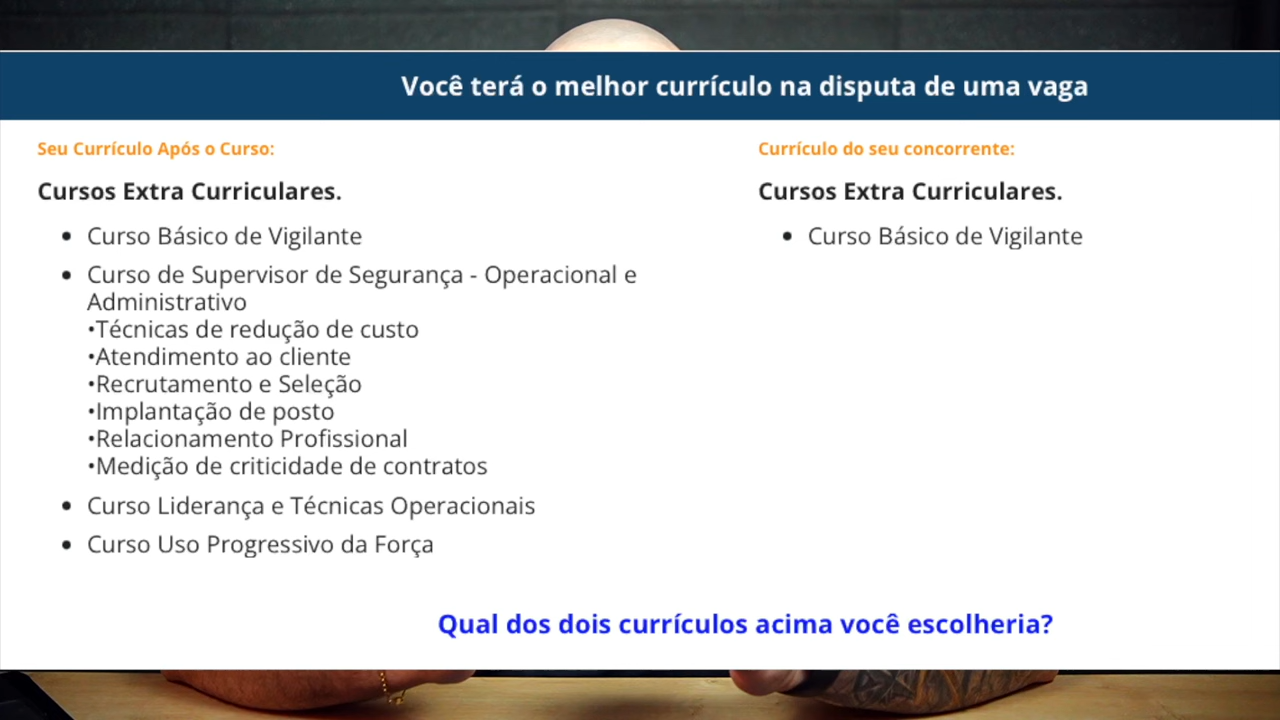 Você terá o melhor currículo na disputa de uma vaga
Seu Currículo Após o Curso:
Cursos Extra Curriculares.
• Curso Básico de Vigilante
• Curso de Supervisor de Segurança - Operacional e
Administrativo
•Técnicas de redução de custo
•Atendimento ao cliente
•Recrutamento e Seleção
•Implantação de posto
•Relacionamento Profissional
•Medição de criticidade de contratos
• Curso Liderança e Técnicas Operacionais
• Curso Uso Progressivo da Força
Currículo do seu concorrente:
Cursos Extra Curriculares.
• Curso Básico de Vigilante
Qual dos dois currículos acima você escolheria?